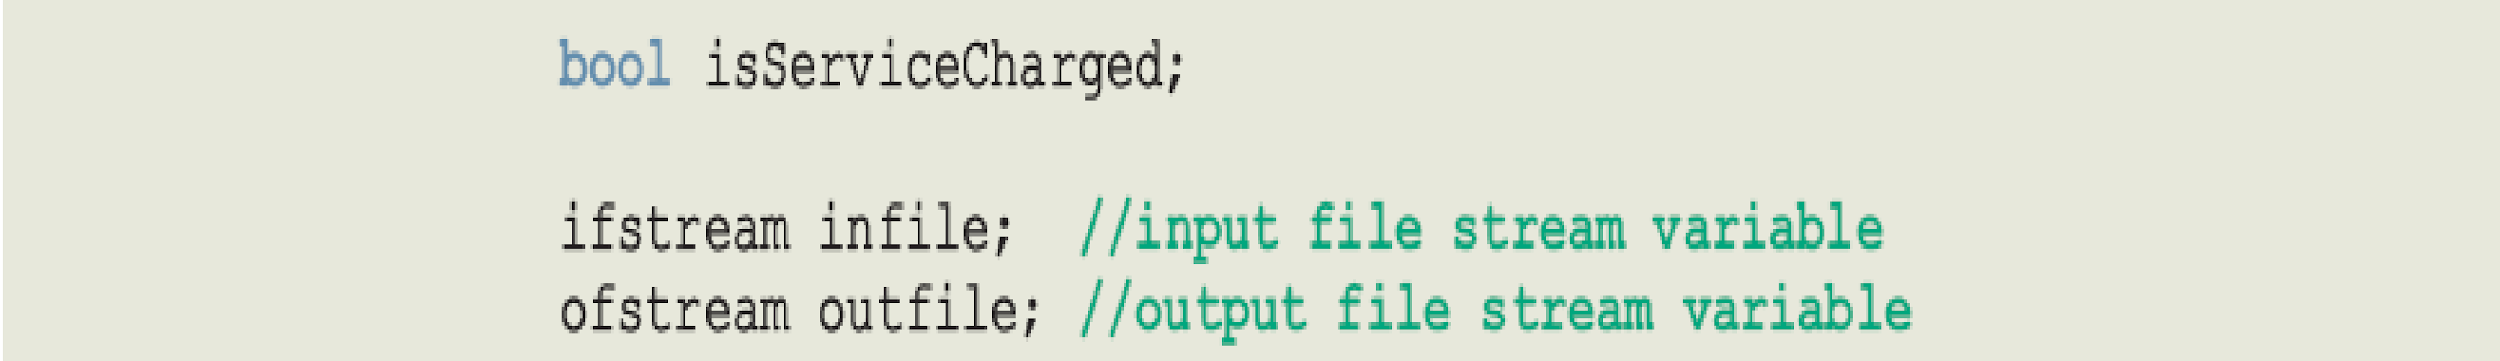 bool isServiceCharged;
ifstream infile;  //input file stream variable
ofstream outfile; //output file stream variable